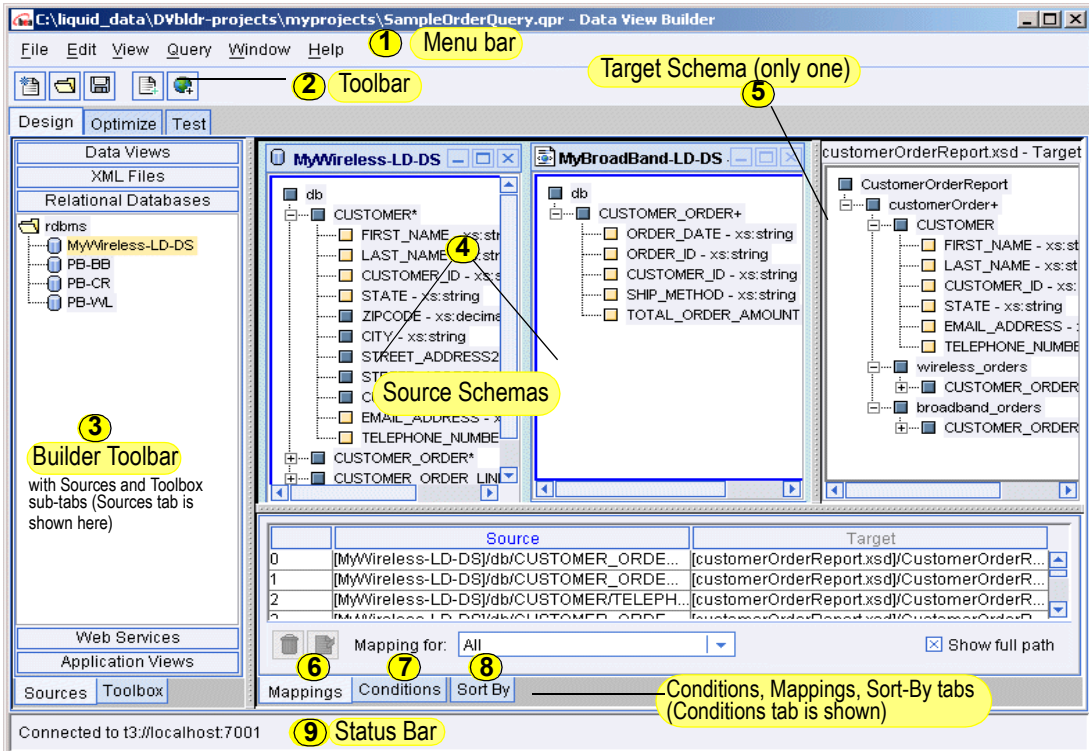 C:\liquid_data\DVbldr-projects\myprojects\SampleOrderQuery.qpr - Data View Builder
File Edit View Query Window Help
1 Menu bar
2 Toolbar
Target Schema (only one)
5
Design Optimize Test
Data Views
XML Files
Relational Databases
rdbms
MyWireless-LD-DS
PB-BB
PB-CR
PB-WL
3
Builder Toolbar
with Sources and Toolbox
sub-tabs (Sources tab is
shown here)
Web Services
Application Views
Sources Toolbox
MyWireless-LD-DS
db
CUSTOMER*
FIRST_NAME - xs:str
LAST_NAME str
CUSTOMER_ID - xs:s
STATE - xs:string
ZIPCODE - xs:decima
CITY - xs:string
STREET_ADDRESS2
EMAIL_ADDRESS - x
TELEPHONE_NUMBE
CUSTOMER_ORDER*
CUSTOMER_ORDER_LINE
4
Source Schemas
MyBroadBand-LD-DS
db
CUSTOMER_ORDER+
ORDER_DATE - xs:string
ORDER_ID - xs:string
CUSTOMER_ID - xs:string
SHIP_METHOD - xs:string
TOTAL_ORDER_AMOUNT
customerOrderReport.xsd - Target
CustomerOrderReport
customerOrder+
CUSTOMER
FIRST_NAME - xs:st
LAST_NAME - xs:st
CUSTOMER_ID - xs:
STATE - xs:string
EMAIL_ADDRESS - :
TELEPHONE_NUMBE
wireless_orders
CUSTOMER_ORDER
broadband_orders
CUSTOMER_ORDER
Source Target
0 [MyWireless-LD-DS]/db/CUSTOMER_ORDE... [customerOrderReport.xsd]/CustomerOrderR...
1 [MyWireless-LD-DS]/db/CUSTOMER_ORDE... [customerOrderReport.xsd]/CustomerOrderR...
2 [MyWireless-LD-DS]/db/CUSTOMER/TELEPH... [customerOrderReport.xsd]/CustomerOrderR...
Mapping for: All Show full path
6 7 8
Mappings Conditions Sort By
Conditions, Mappings, Sort-By tabs
(Conditions tab is shown)
Connected to t3://localhost:7001
9 Status Bar